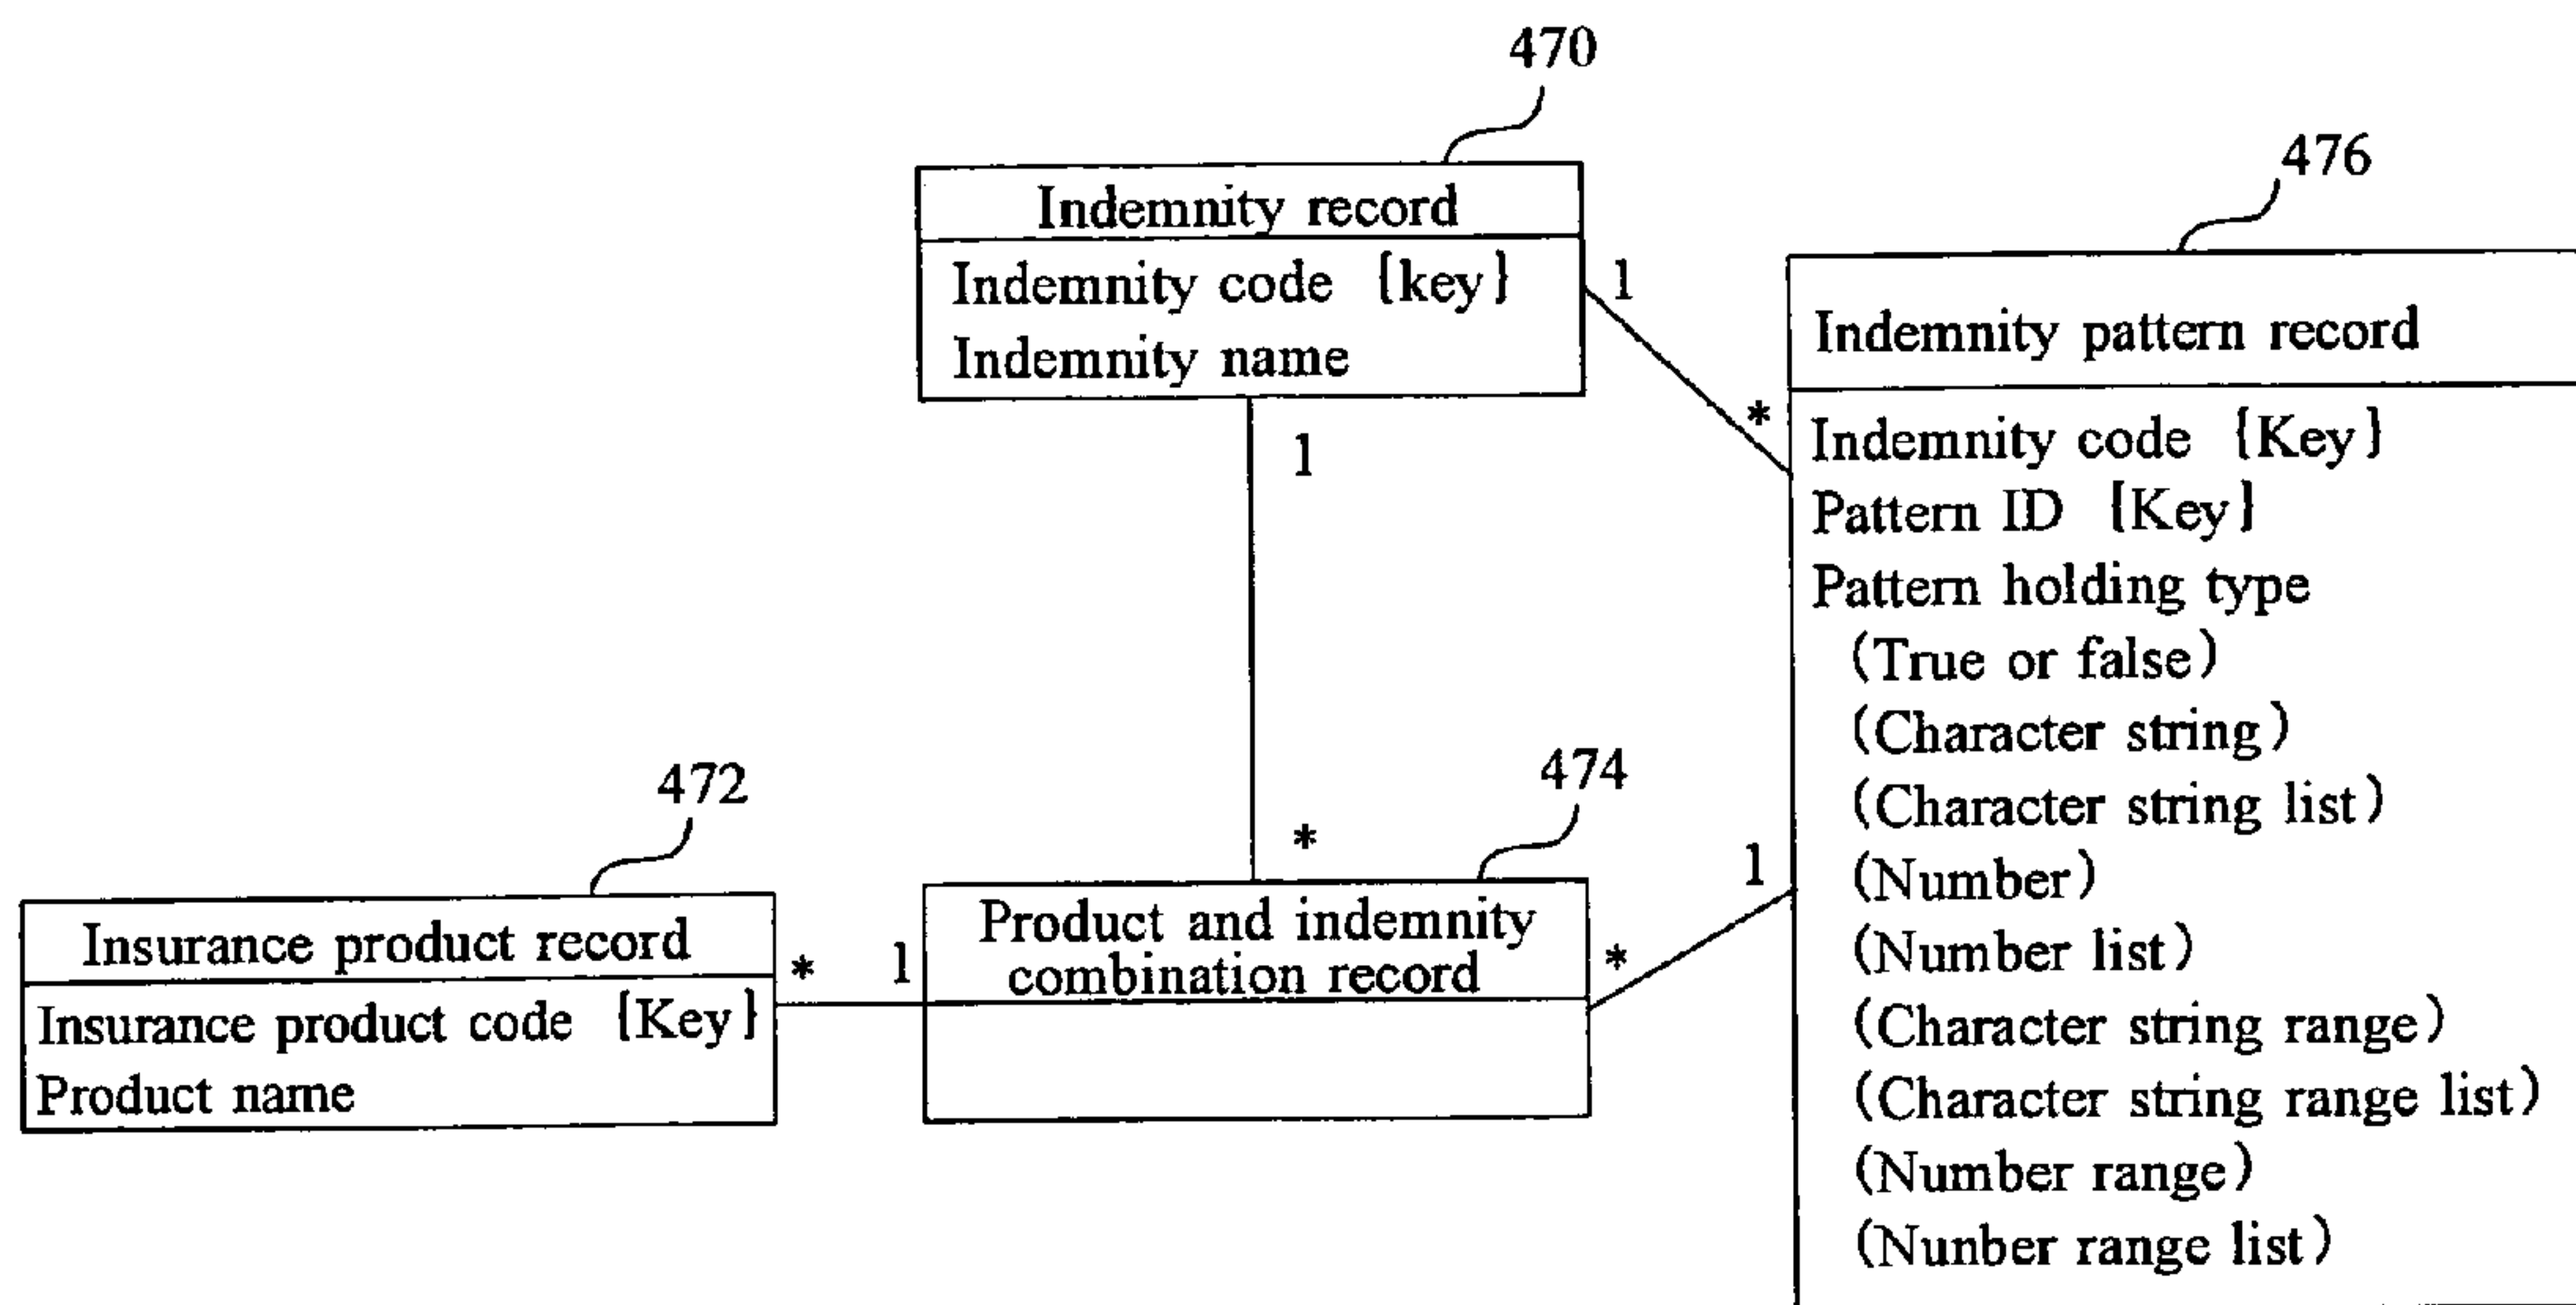 470
Indemnity record
Indemnity code {key}
Indemnity name
1
*
1
*
476
Indemnity pattern record
Indemnity code {Key}
Pattern ID {Key}
Pattern holding type
(True or false)
(Character string)
(Character string list)
(Number)
(Number list)
(Character string range)
(Character string range list)
(Number range)
(Nunber range list)
472
Insurance product record
Insurance product code {Key}
Product name
*
1
474
Product and indemnity
combination record
*
1